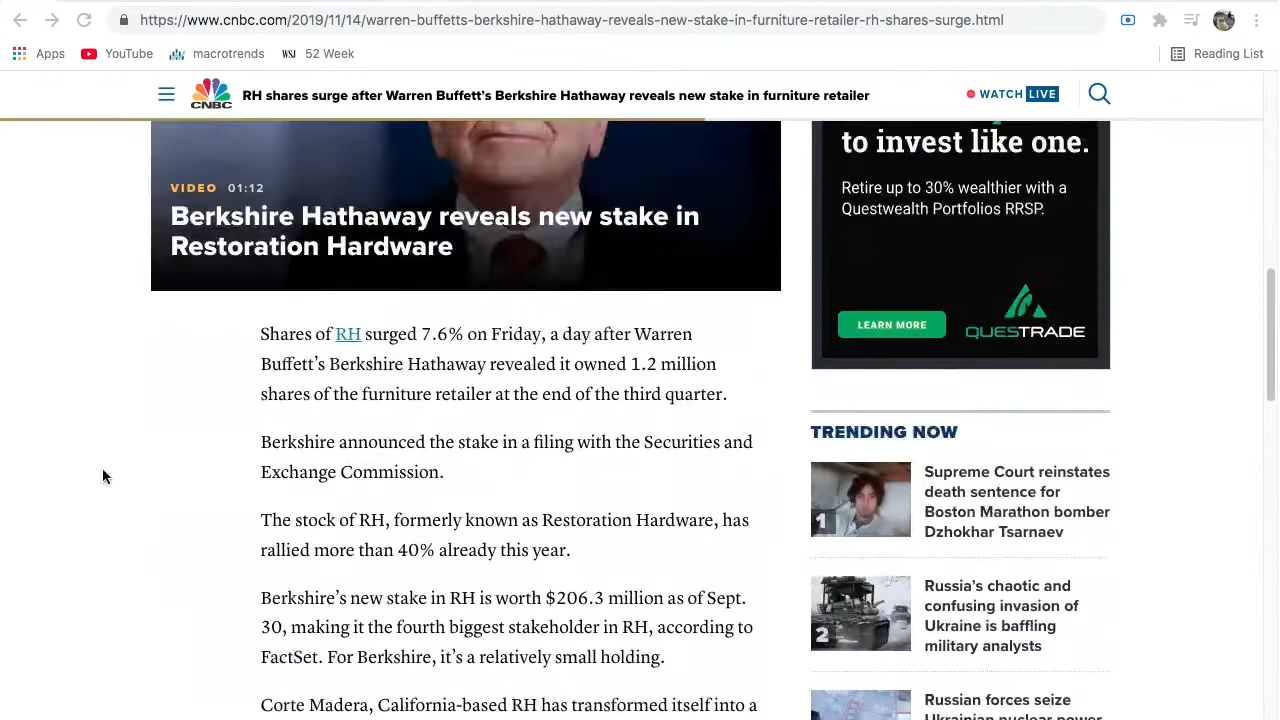 https://www.cnbc.com/2019/11/14/warren-buffetts-berkshire-hathaway-reveals-new-stake-in-furniture-retailer-rh-shares-surge.html
Apps
YouTube
macrotrends
WSJ
52 Week
Reading List
CNBC
RH shares surge after Warren Buffett’s Berkshire Hathaway reveals new stake in furniture retailer
WATCH LIVE
VIDEO 01:12
Berkshire Hathaway reveals new stake in
Restoration Hardware
Shares of RH surged 7.6% on Friday, a day after Warren
Buffett’s Berkshire Hathaway revealed it owned 1.2 million
shares of the furniture retailer at the end of the third quarter.
Berkshire announced the stake in a filing with the Securities and
Exchange Commission.
The stock of RH, formerly known as Restoration Hardware, has
rallied more than 40% already this year.
Berkshire’s new stake in RH is worth $206.3 million as of Sept.
30, making it the fourth biggest stakeholder in RH, according to
FactSet. For Berkshire, it’s a relatively small holding.
Corte Madera, California-based RH has transformed itself into a
to invest like one.
Retire up to 30% wealthier with a
Questwealth Portfolios RRSP.
LEARN MORE
QUESTRADE
TRENDING NOW
1
Supreme Court reinstates
death sentence for
Boston Marathon bomber
Dzhokhar Tsarnaev
2
Russia’s chaotic and
confusing invasion of
Ukraine is baffling
military analysts
Russian forces seize
Ukrainian nuclear power